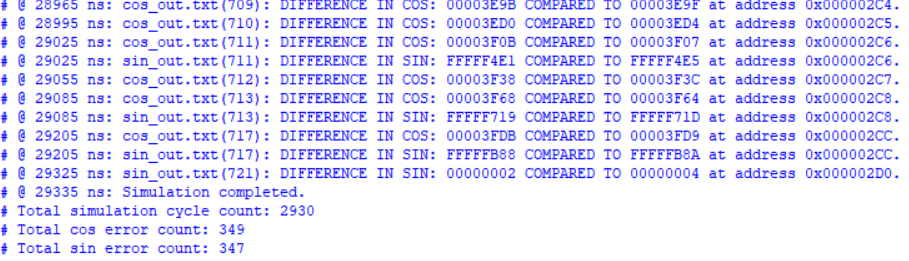 # @ 28965 ns: cos_out.txt(709): DIFFERENCE IN COS: 00003E9B COMPARED TO 00003E9F at address 0x000002C4.
# @ 28995 ns: cos_out.txt(710): DIFFERENCE IN COS: 00003ED0 COMPARED TO 00003ED4 at address 0x000002C5.
# @ 29025 ns: cos_out.txt(711): DIFFERENCE IN COS: 00003F0B COMPARED TO 00003F07 at address 0x000002C6.
# @ 29025 ns: sin_out.txt(711): DIFFERENCE IN SIN: FFFFF4E1 COMPARED TO FFFFF4E5 at address 0x000002C6.
# @ 29055 ns: cos_out.txt(712): DIFFERENCE IN COS: 00003F38 COMPARED TO 00003F3C at address 0x000002C7.
# @ 29085 ns: cos_out.txt(713): DIFFERENCE IN COS: 00003F68 COMPARED TO 00003F64 at address 0x000002C8.
# @ 29085 ns: sin_out.txt(713): DIFFERENCE IN SIN: FFFFF719 COMPARED TO FFFFF71D at address 0x000002C8.
# @ 29205 ns: cos_out.txt(717): DIFFERENCE IN COS: 00003FDB COMPARED TO 00003FD9 at address 0x000002CC.
# @ 29205 ns: sin_out.txt(717): DIFFERENCE IN SIN: FFFFFB88 COMPARED TO FFFFFB8A at address 0x000002CC.
# @ 29325 ns: sin_out.txt(721): DIFFERENCE IN SIN: 00000002 COMPARED TO 00000004 at address 0x000002D0.
# @ 29335 ns: Simulation completed.
# Total simulation cycle count: 2930
# Total cos error count: 349
# Total sin error count: 347